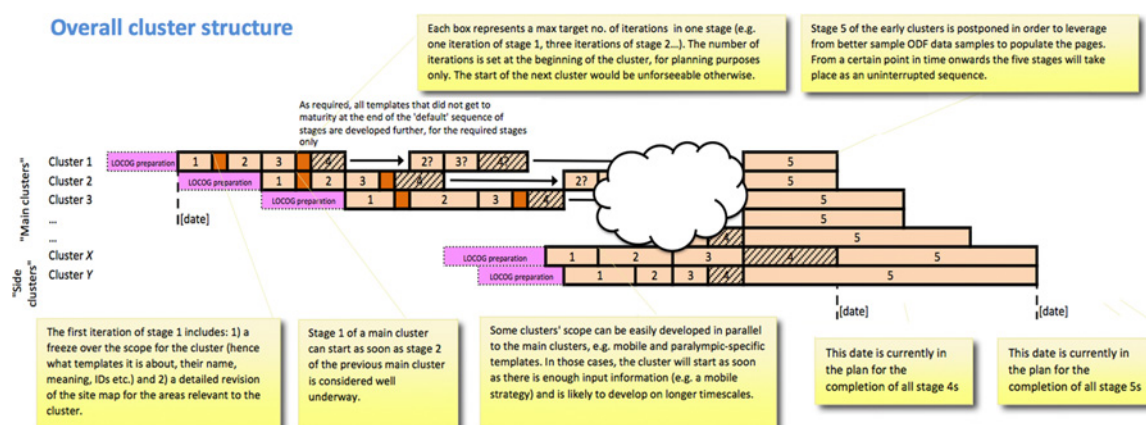 Overall cluster structure
Each box represents a max target no. of iterations in one stage (e.g.
one iteration of stage 1, three iterations of stage 2...). The number of
iterations is set at the beginning of the cluster, for planning purposes
only. The start of the next cluster would be unforseeable otherwise.
Stage 5 of the early clusters is postponed in order to leverage
from better sample ODF data samples to populate the pages.
From a certain point in time onwards the five stages will take
place as an uninterrupted sequence.
As required, all templates that did not get to
maturity at the end of the 'default' sequence of
stages are developed further, for the required stages
only
"Main clusters"
Cluster 1 LOCOG preparation 1 2 3 4 2? 3? 4? 5
Cluster 2 LOCOG preparation 1 2 3 4 2? 5
Cluster 3 LOCOG preparation 1 2 3 4 5
[date]
... 5
... 4 5
"Side clusters"
Cluster X LOCOG preparation 1 2 3 4 5
Cluster Y LOCOG preparation 1 2 3 4 5
[date]
[date]
The first iteration of stage 1 includes: 1) a
freeze over the scope for the cluster (hence
what templates it is about, their name,
meaning, IDs etc.) and 2) a detailed revision
of the site map for the areas relevant to the
cluster.
Stage 1 of a main cluster
can start as soon as stage 2
of the previous main cluster
is considered well
underway.
Some clusters' scope can be easily developed in parallel
to the main clusters, e.g. mobile and paralympic-specific
templates. In those cases, the cluster will start as soon
as there is enough input information (e.g. a mobile
strategy) and is likely to develop on longer timescales.
This date is currently in
the plan for the
completion of all stage 4s
This date is currently in
the plan for the
completion of all stage 5s